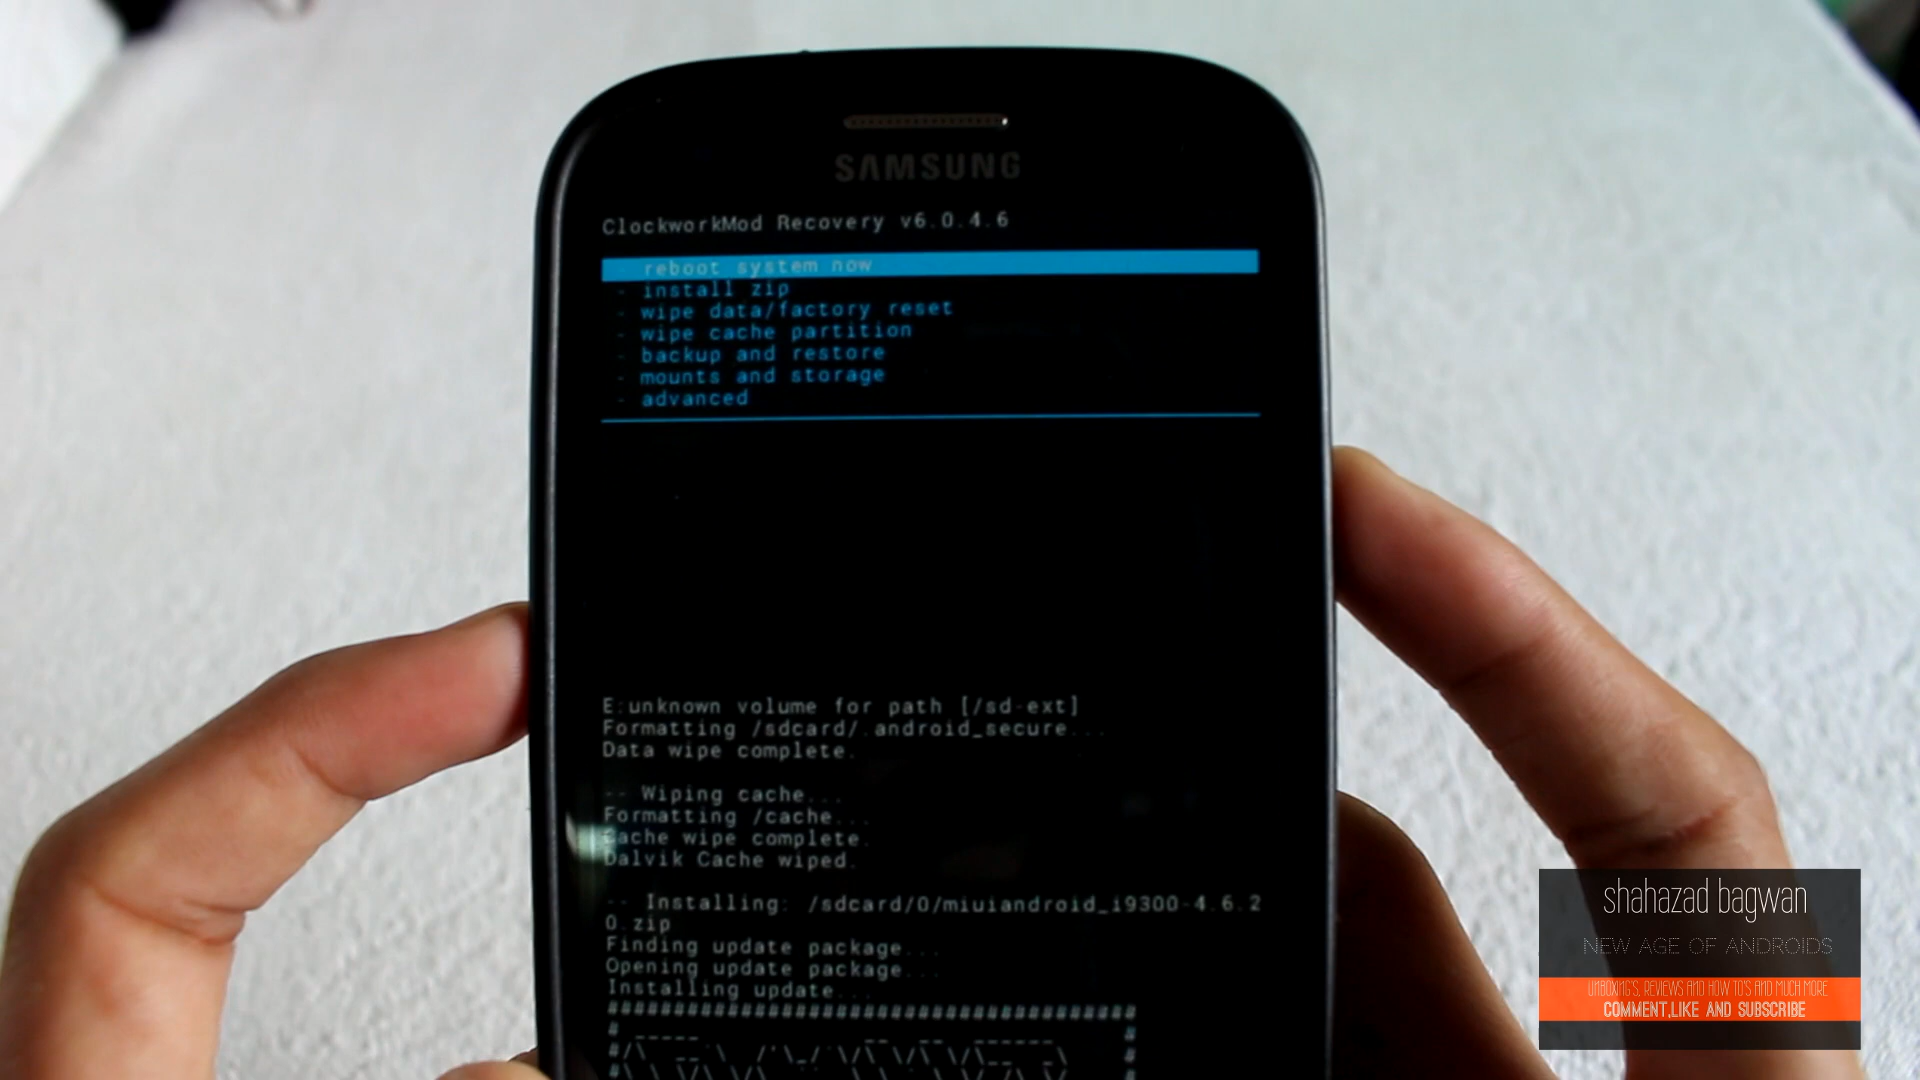 SAMSUNG
ClockworkMod Recovery v6.0.4.6
- reboot system now
- install zip
- wipe data/factory reset
- wipe cache partition
- backup and restore
- mounts and storage
- advanced
E:unknown volume for path [/sd-ext]
Formatting /sdcard/.android_secure...
Data wipe complete.
-- Wiping cache...
Formatting /cache...
Cache wipe complete.
Dalvik Cache wiped.
-- Installing: /sdcard/0/miuiandroid_i9300-4.6.2
0.zip
Finding update package...
Opening update package...
Installing update...
shahazad bagwan
NEW AGE OF ANDROIDS
UNBOXING'S, REVIEWS AND HOW TO'S AND MUCH MORE.
COMMENT,LIKE AND SUBSCRIBE